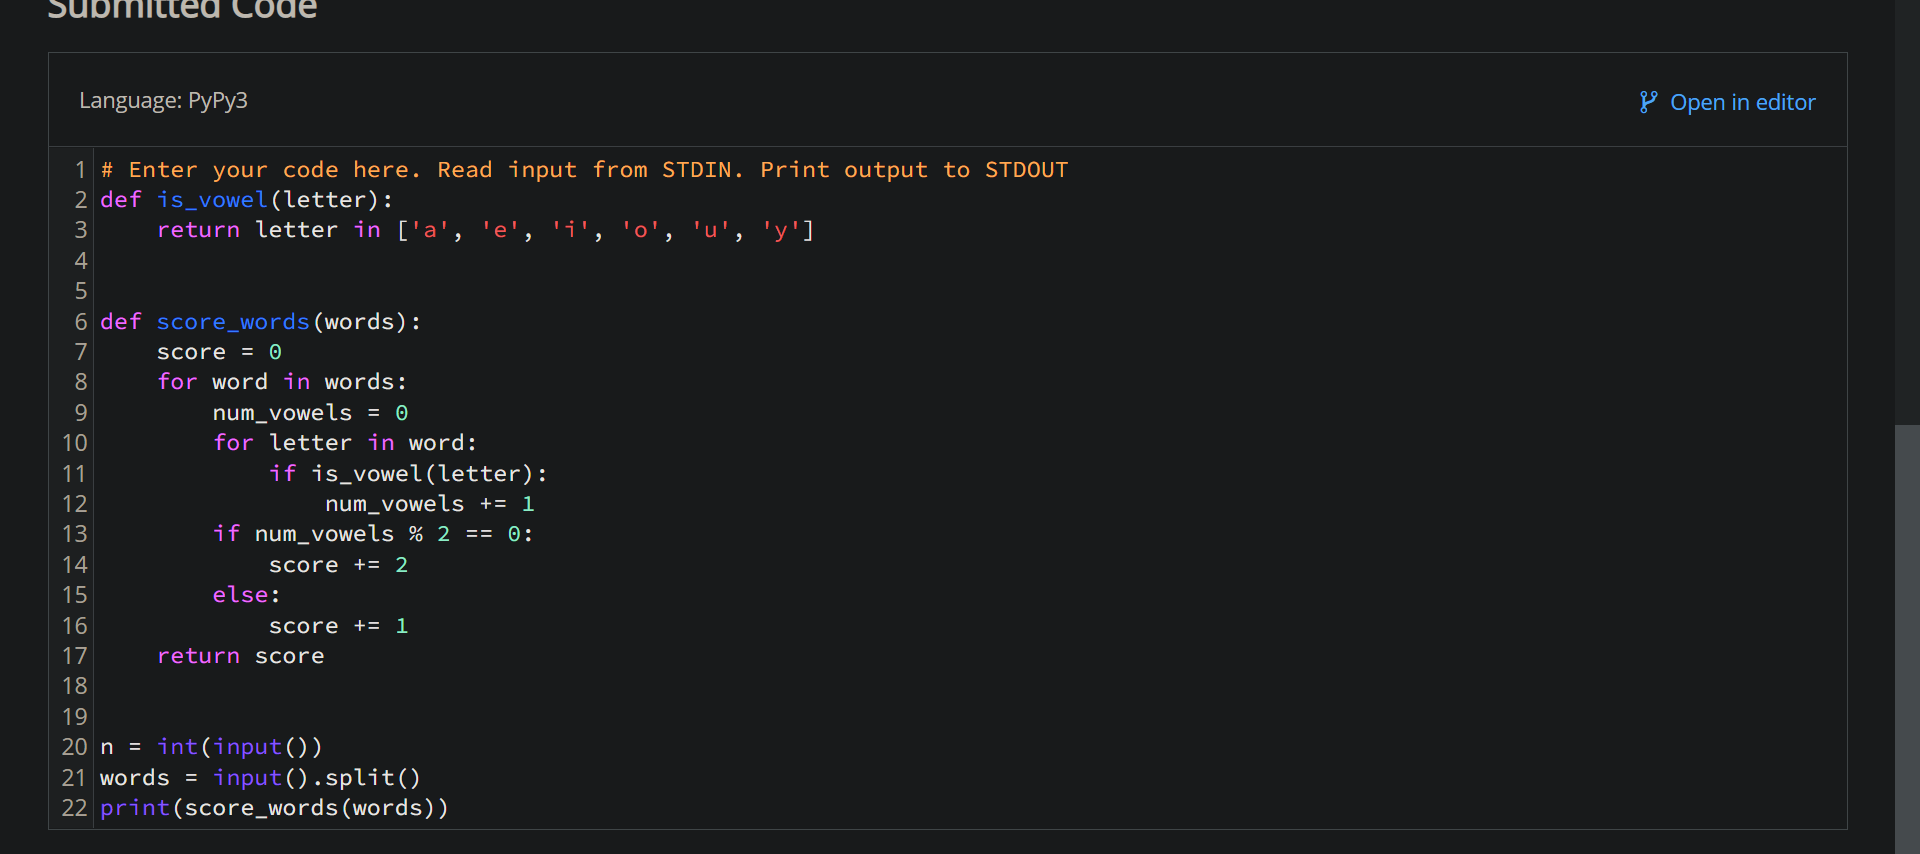 Submitted Code
Language: PyPy3
Open in editor
1 # Enter your code here. Read input from STDIN. Print output to STDOUT
2 def is_vowel(letter):
3     return letter in ['a', 'e', 'i', 'o', 'u', 'y']
4
5
6 def score_words(words):
7     score = 0
8     for word in words:
9         num_vowels = 0
10         for letter in word:
11             if is_vowel(letter):
12                 num_vowels += 1
13         if num_vowels % 2 == 0:
14             score += 2
15         else:
16             score += 1
17     return score
18
19
20 n = int(input())
21 words = input().split()
22 print(score_words(words))